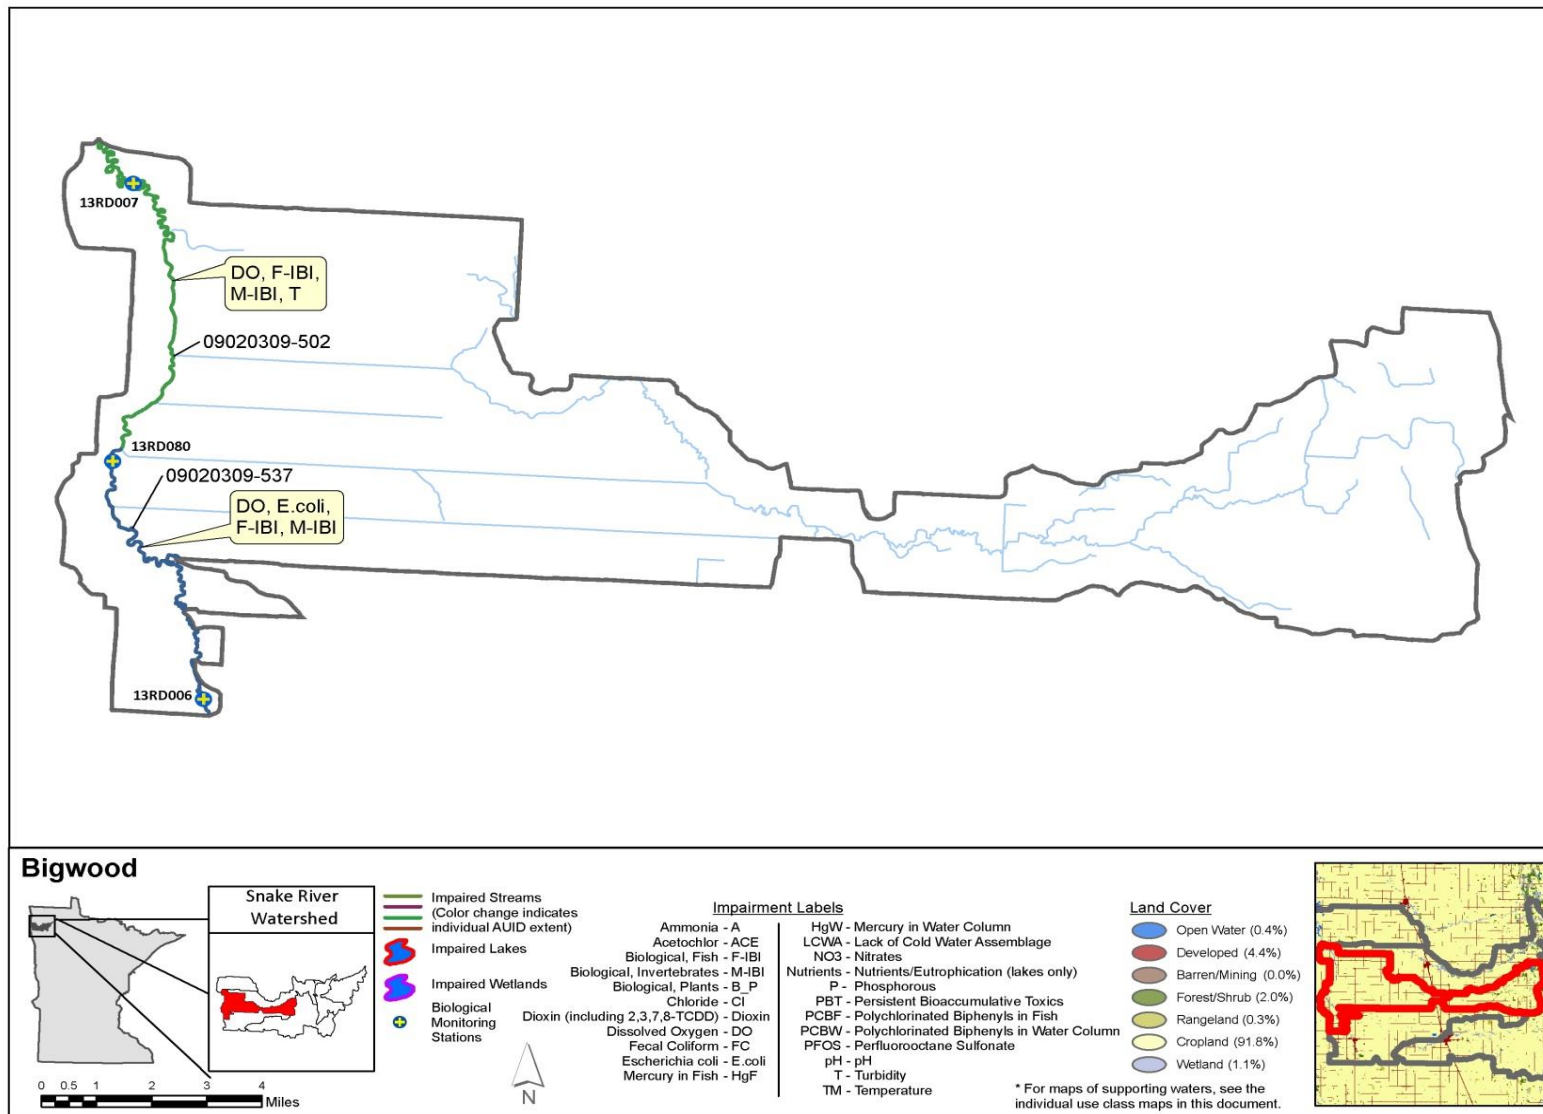 13RD007
DO, F-IBI,
M-IBI, T
09020309-502
13RD080
09020309-537
DO, E.coli,
F-IBI, M-IBI
13RD006
Bigwood
Snake River
Watershed
0 0.5 1 2 3 4
Miles
Impaired Streams
(Color change indicates
individual AUID extent)
Impaired Lakes
Impaired Wetlands
Biological
Monitoring
Stations
N
Impairment Labels
Ammonia - A
Acetochlor - ACE
Biological, Fish - F-IBI
Biological, Invertebrates - M-IBI
Biological, Plants - B_P
Chloride - Cl
Dioxin (including 2,3,7,8-TCDD) - Dioxin
Dissolved Oxygen - DO
Fecal Coliform - FC
Escherichia coli - E.coli
Mercury in Fish - HgF
HgW - Mercury in Water Column
LCWA - Lack of Cold Water Assemblage
NO3 - Nitrates
Nutrients - Nutrients/Eutrophication (lakes only)
P - Phosphorous
PBT - Persistent Bioaccumulative Toxics
PCBF - Polychlorinated Biphenyls in Fish
PCBW - Polychlorinated Biphenyls in Water Column
PFOS - Perfluorooctane Sulfonate
pH - pH
T - Turbidity
TM - Temperature
Land Cover
Open Water (0.4%)
Developed (4.4%)
Barren/Mining (0.0%)
Forest/Shrub (2.0%)
Rangeland (0.3%)
Cropland (91.8%)
Wetland (1.1%)
* For maps of supporting waters, see the
individual use class maps in this document.